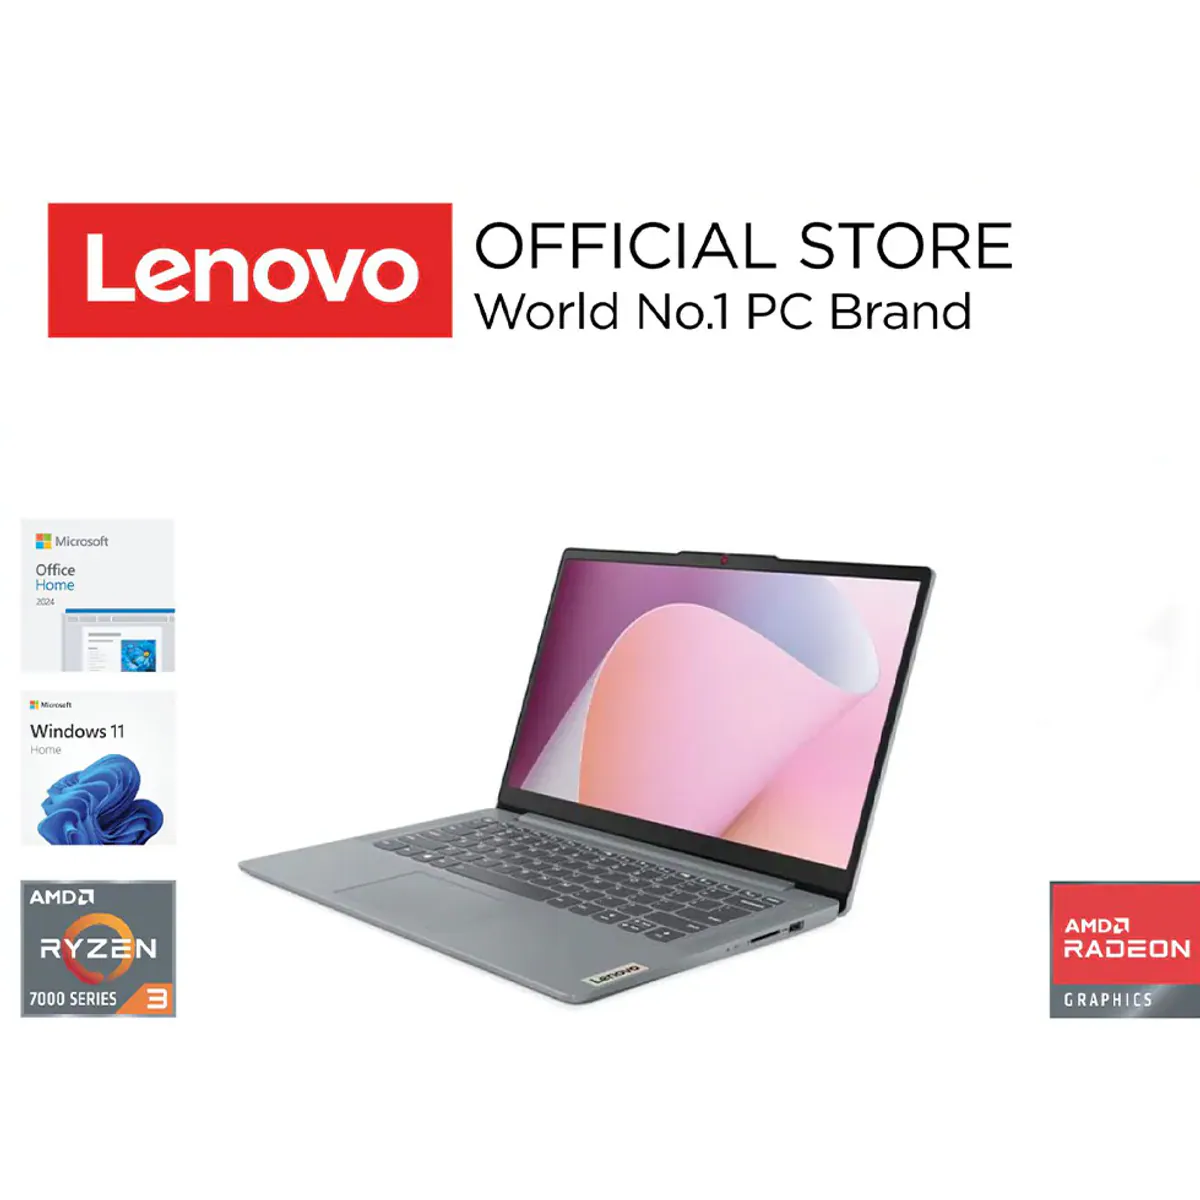 Lenovo
OFFICIAL STORE
World No.1 PC Brand
Microsoft
Office
Home
2024
Microsoft
Windows 11
Home
AMD
RYZEN
7000 SERIES 3
Lenovo
AMD
RADEON
GRAPHICS